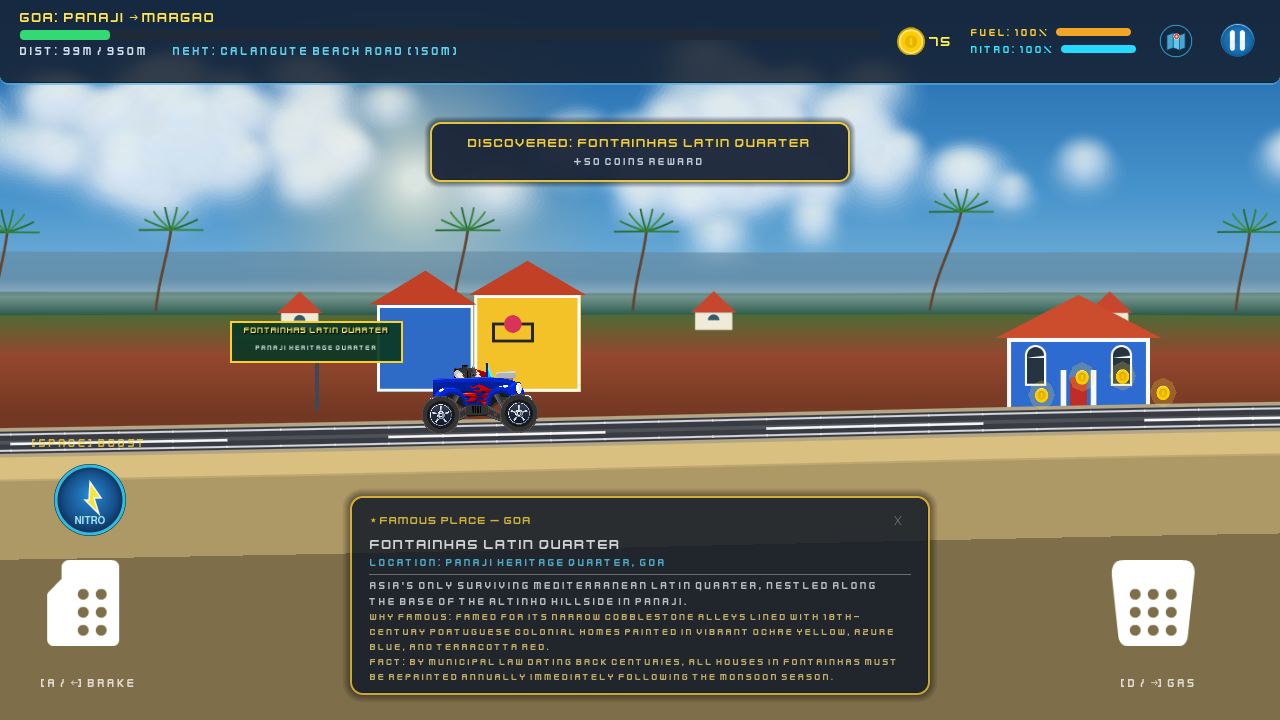 GOA: PANAJI → MARGAO
DIST: 99M / 950M
NEXT: CALANGUTE BEACH ROAD (150M)
75
FUEL: 100%
NITRO: 100%
DISCOVERED: FONTAINHAS LATIN QUARTER
+50 COINS REWARD
FONTAINHAS LATIN QUARTER
PANAJI HERITAGE QUARTER
[SPACE] BOOST
NITRO
[A / ←] BRAKE
★ FAMOUS PLACE — GOA
X
FONTAINHAS LATIN QUARTER
LOCATION: PANAJI HERITAGE QUARTER, GOA
ASIA'S ONLY SURVIVING MEDITERRANEAN LATIN QUARTER, NESTLED ALONG
THE BASE OF THE ALTINHO HILLSIDE IN PANAJI.
WHY FAMOUS: FAMED FOR ITS NARROW COBBLESTONE ALLEYS LINED WITH 18TH-
CENTURY PORTUGUESE COLONIAL HOMES PAINTED IN VIBRANT OCHRE YELLOW, AZURE
BLUE, AND TERRACOTTA RED.
FACT: BY MUNICIPAL LAW DATING BACK CENTURIES, ALL HOUSES IN FONTAINHAS MUST
BE REPAINTED ANNUALLY IMMEDIATELY FOLLOWING THE MONSOON SEASON.
[D / →] GAS